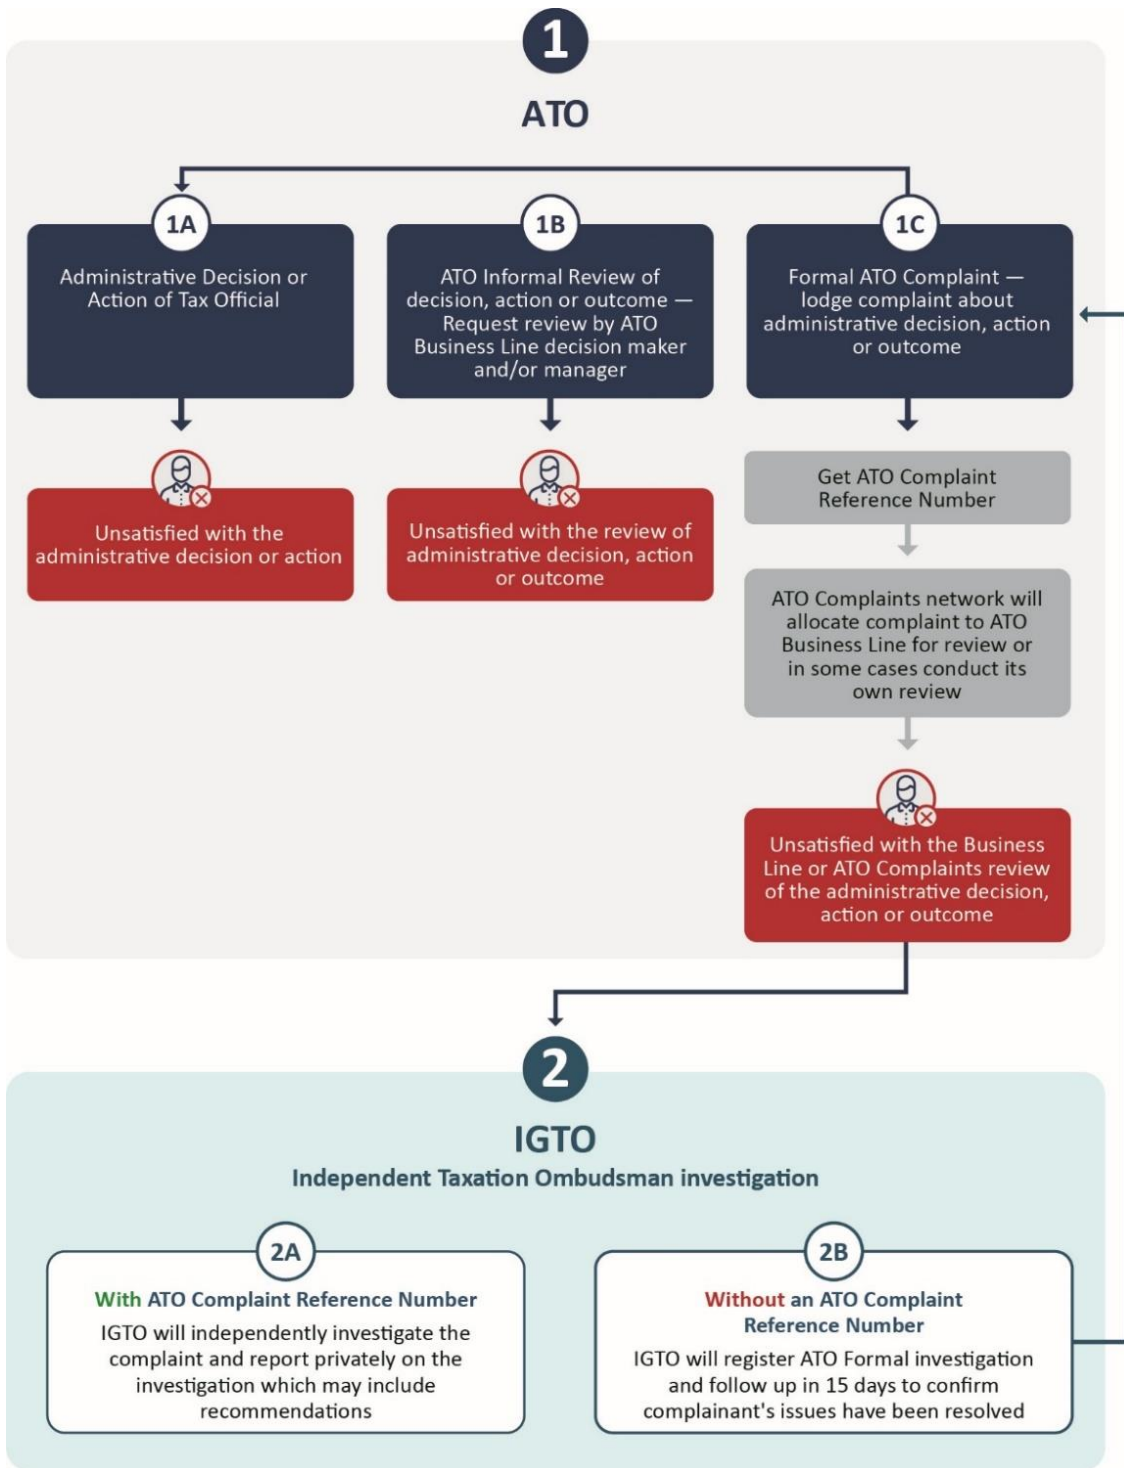 1
ATO
1A
Administrative Decision or
Action of Tax Official
Unsatisfied with the
administrative decision or action
1B
ATO Informal Review of
decision, action or outcome —
Request review by ATO
Business Line decision maker
and/or manager
Unsatisfied with the review of
administrative decision, action
or outcome
1C
Formal ATO Complaint —
lodge complaint about
administrative decision, action
or outcome
Get ATO Complaint
Reference Number
ATO Complaints network will
allocate complaint to ATO
Business Line for review or
in some cases conduct its
own review
Unsatisfied with the Business
Line or ATO Complaints review
of the administrative decision,
action or outcome
2
IGTO
Independent Taxation Ombudsman investigation
2A
With ATO Complaint Reference Number
IGTO will independently investigate the
complaint and report privately on the
investigation which may include
recommendations
2B
Without an ATO Complaint
Reference Number
IGTO will register ATO Formal investigation
and follow up in 15 days to confirm
complainant's issues have been resolved